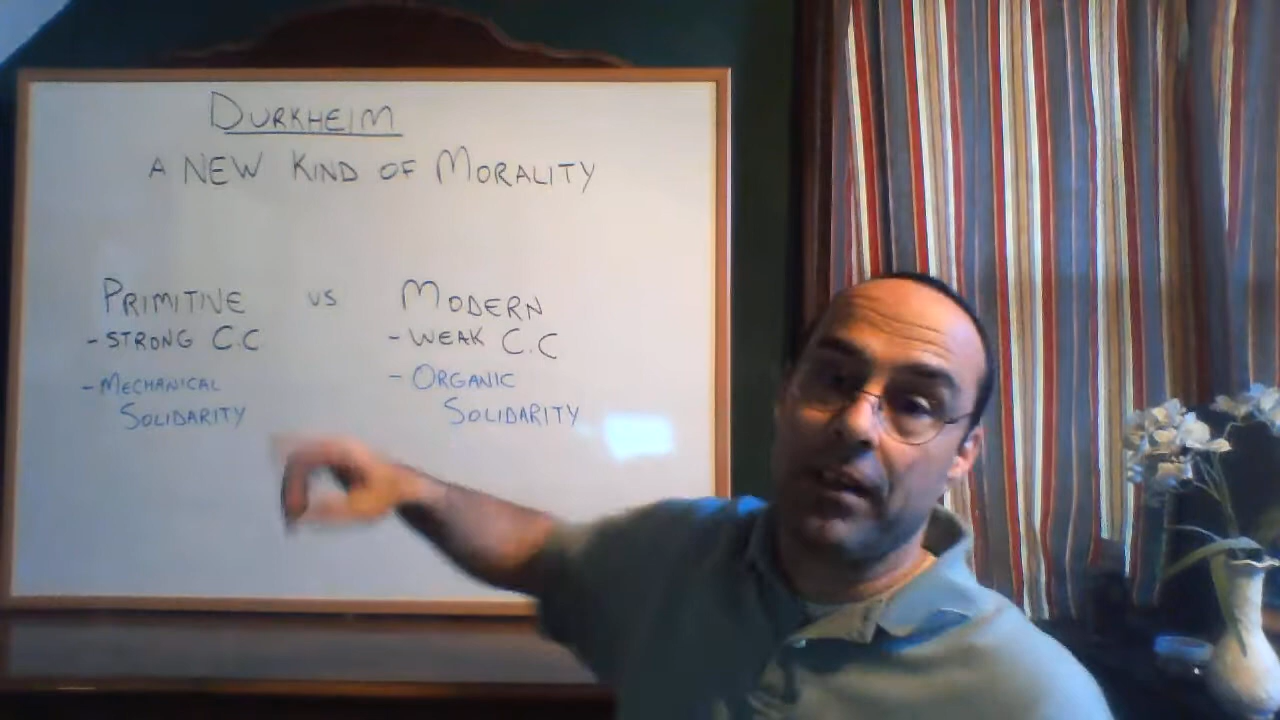 DURKHEIM
A NEW KIND OF MORALITY
PRIMITIVE VS MODERN
- STRONG C.C - WEAK C.C
- MECHANICAL SOLIDARITY - ORGANIC SOLIDARITY